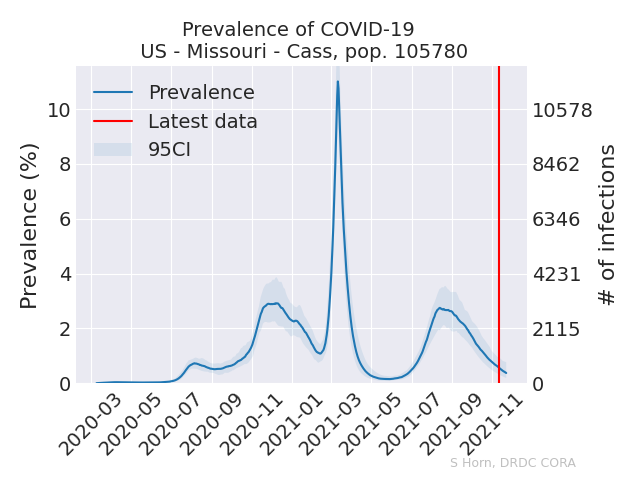 Prevalence of COVID-19
US - Missouri - Cass, pop. 105780
Prevalence
Latest data
95CI
Prevalence (%)
10
8
6
4
2
0
10578
8462
6346
4231
2115
0
# of infections
2020-03
2020-05
2020-07
2020-09
2020-11
2021-01
2021-03
2021-05
2021-07
2021-09
2021-11
S Horn, DRDC CORA